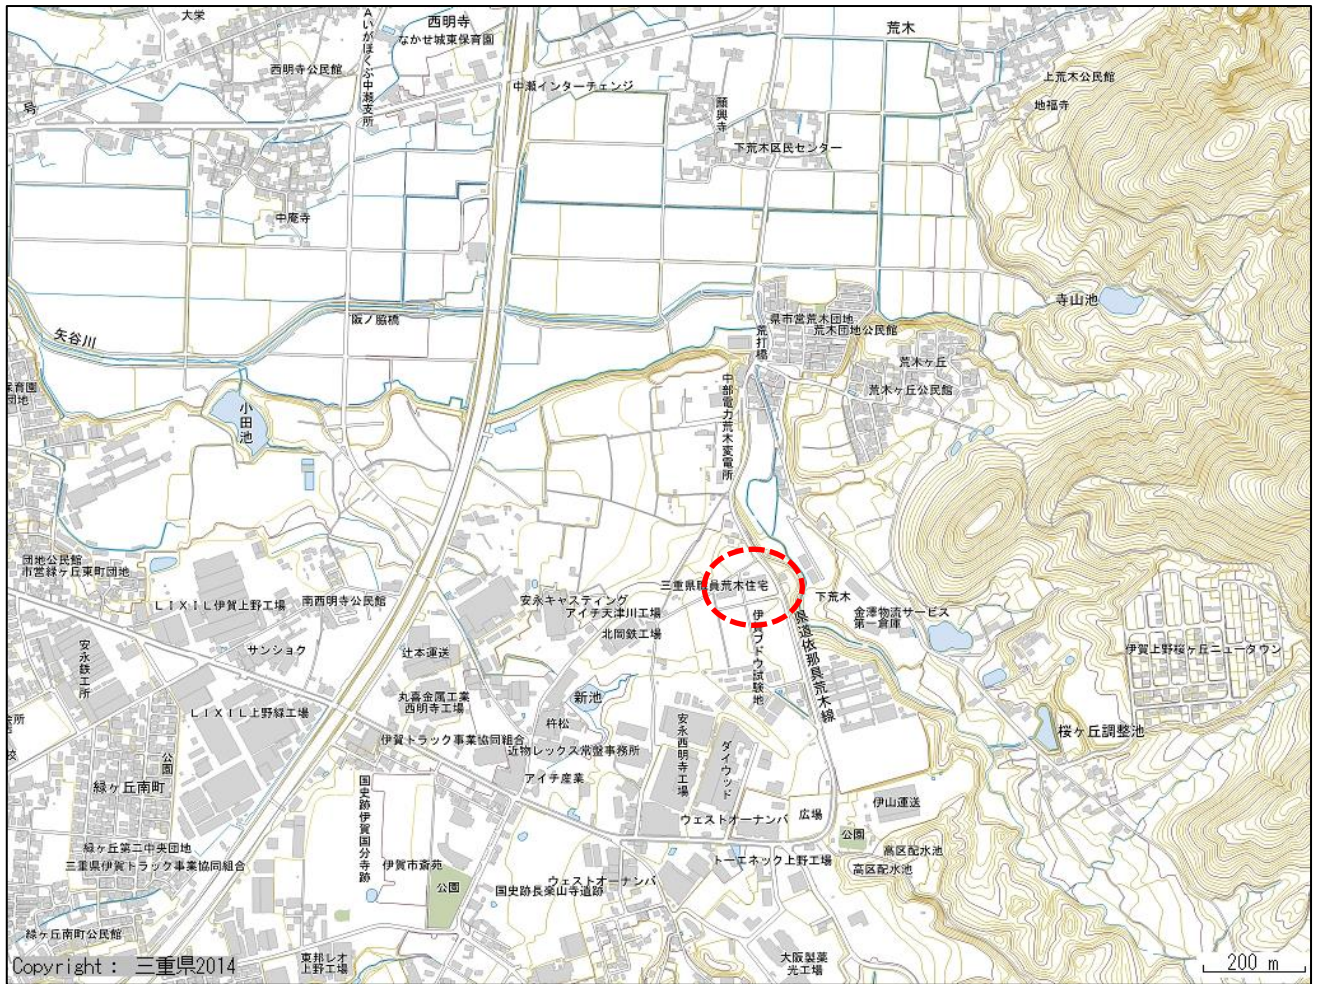 大栄
西明寺
なかせ城東保育園
荒木
Aいがほくぶ中瀬支所
西明寺公民館
中瀬インターチェンジ
上荒木公民館
地福寺
号
願興寺
下荒木区民センター
中庵寺
寺山池
阪ノ脇橋
矢谷川
県市営荒木団地
荒木団地公民館
荒打橋
荒木ヶ丘
荒木ヶ丘公民館
保育園
団地
小田池
中部電力荒木変電所
団地公民館
市営緑ヶ丘東町団地
三重県職員荒木住宅
LIXIL伊賀上野工場
南西明寺公民館
安永キャスティング
アイチ天津川工場
北岡鉄工場
下荒木
金澤物流サービス
第一倉庫
伊賀ブドウ試験地
県道依那具荒木線
伊賀上野桜ヶ丘ニュータウン
安永鉄工所
サンショク
辻本運送
丸喜金属工業
西明寺工場
新池
LIXIL上野緑工場
杵松
伊賀トラック事業協同組合
近物レックス常盤事務所
安永西明寺工場
ダイウッド
桜ヶ丘調整池
公園
アイチ産業
緑ヶ丘南町
国史跡伊賀国分寺跡
伊山運送
広場
ウェストオーナンバ
公園
緑ヶ丘第二中央団地
三重県伊賀トラック事業協同組合
伊賀市斎苑
トーエネック上野工場
高区配水池
高区配水池
公園
ウェストオーナンバ
国史跡長楽山寺遺跡
緑ヶ丘南町公民館
東邦レオ
上野工場
大阪製薬
光工場
Copyright : 三重県2014
200 m